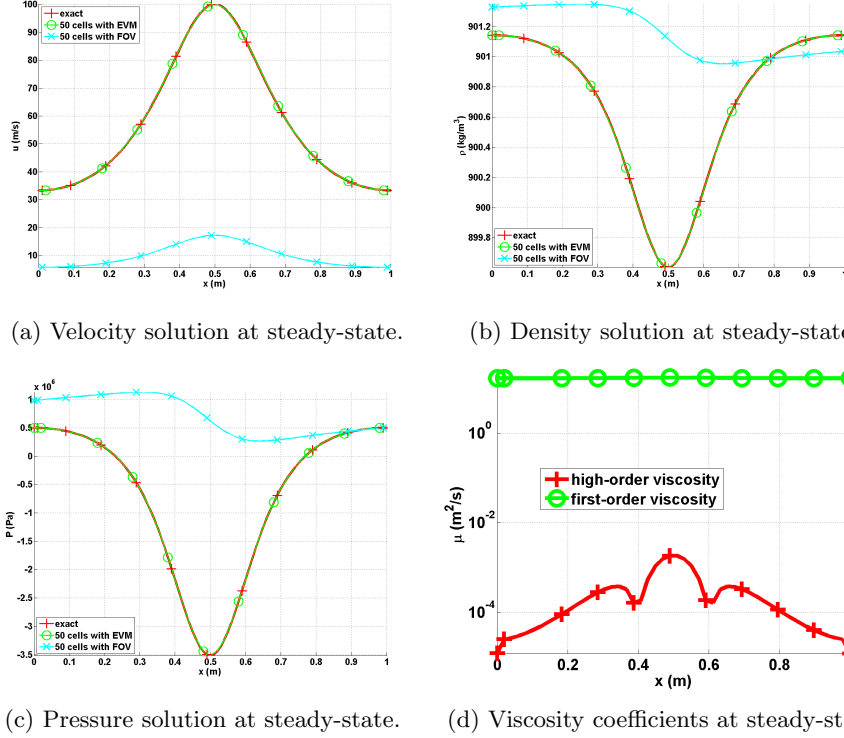 exact
50 cells with EVM
50 cells with FOV
100
90
80
70
60
50
40
30
20
10
u (m/s)
0 0.1 0.2 0.3 0.4 0.5 0.6 0.7 0.8 0.9 1
x (m)
(a) Velocity solution at steady-state.
901.2
901
900.8
900.6
900.4
900.2
900.0
899.8
ρ (kg/m³)
exact
50 cells with EVM
50 cells with FOV
0 0.1 0.2 0.3 0.4 0.5 0.6 0.7 0.8 0.9 1
x (m)
(b) Density solution at steady-state
x 10⁶
1
0.5
0
-0.5
-1
-1.5
-2
-2.5
-3
-3.5
P (Pa)
exact
50 cells with EVM
50 cells with FOV
0 0.1 0.2 0.3 0.4 0.5 0.6 0.7 0.8 0.9 1
x (m)
(c) Pressure solution at steady-state.
10⁰
10⁻²
10⁻⁴
μ (m²/s)
high-order viscosity
first-order viscosity
0 0.2 0.4 0.6 0.8
x (m)
(d) Viscosity coefficients at steady-st